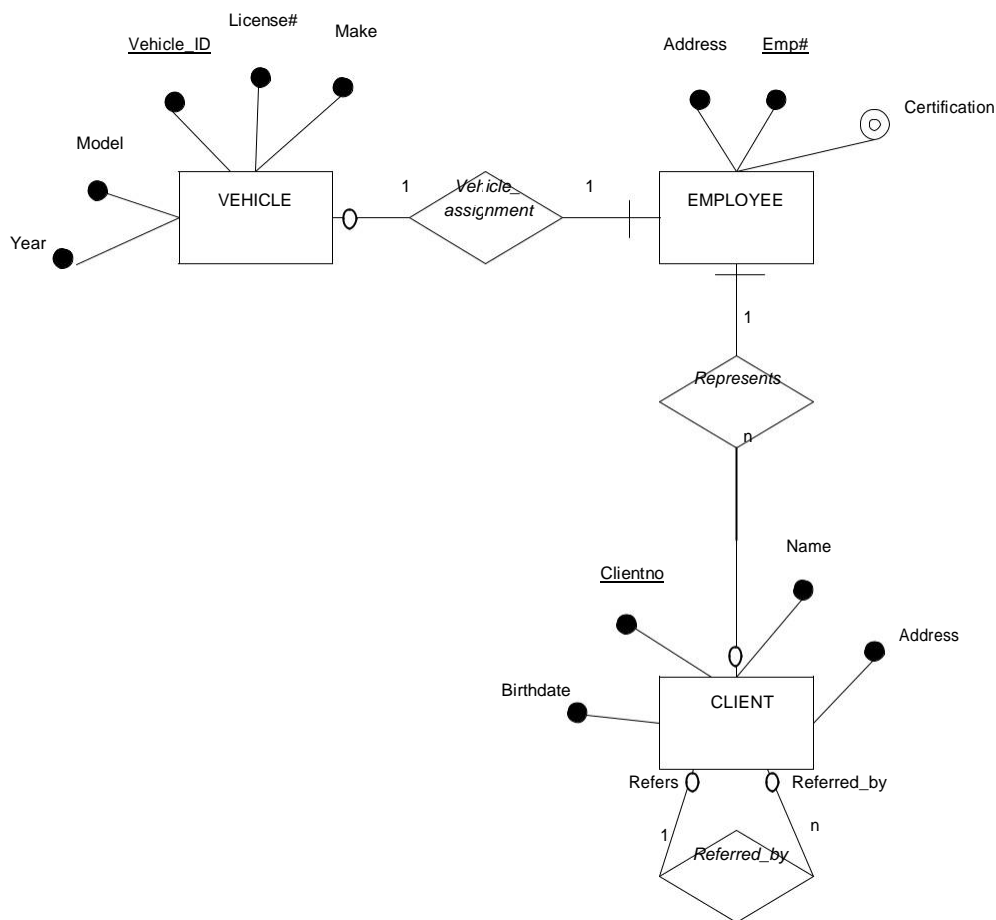 License#
Make
Vehicle_ID
Address
Emp#
Certification
Model
VEHICLE
1
Vehicle_
assignment
1
EMPLOYEE
Year
1
Represents
n
Name
Clientno
Address
Birthdate
CLIENT
Refers
Referred_by
1
n
Referred_by